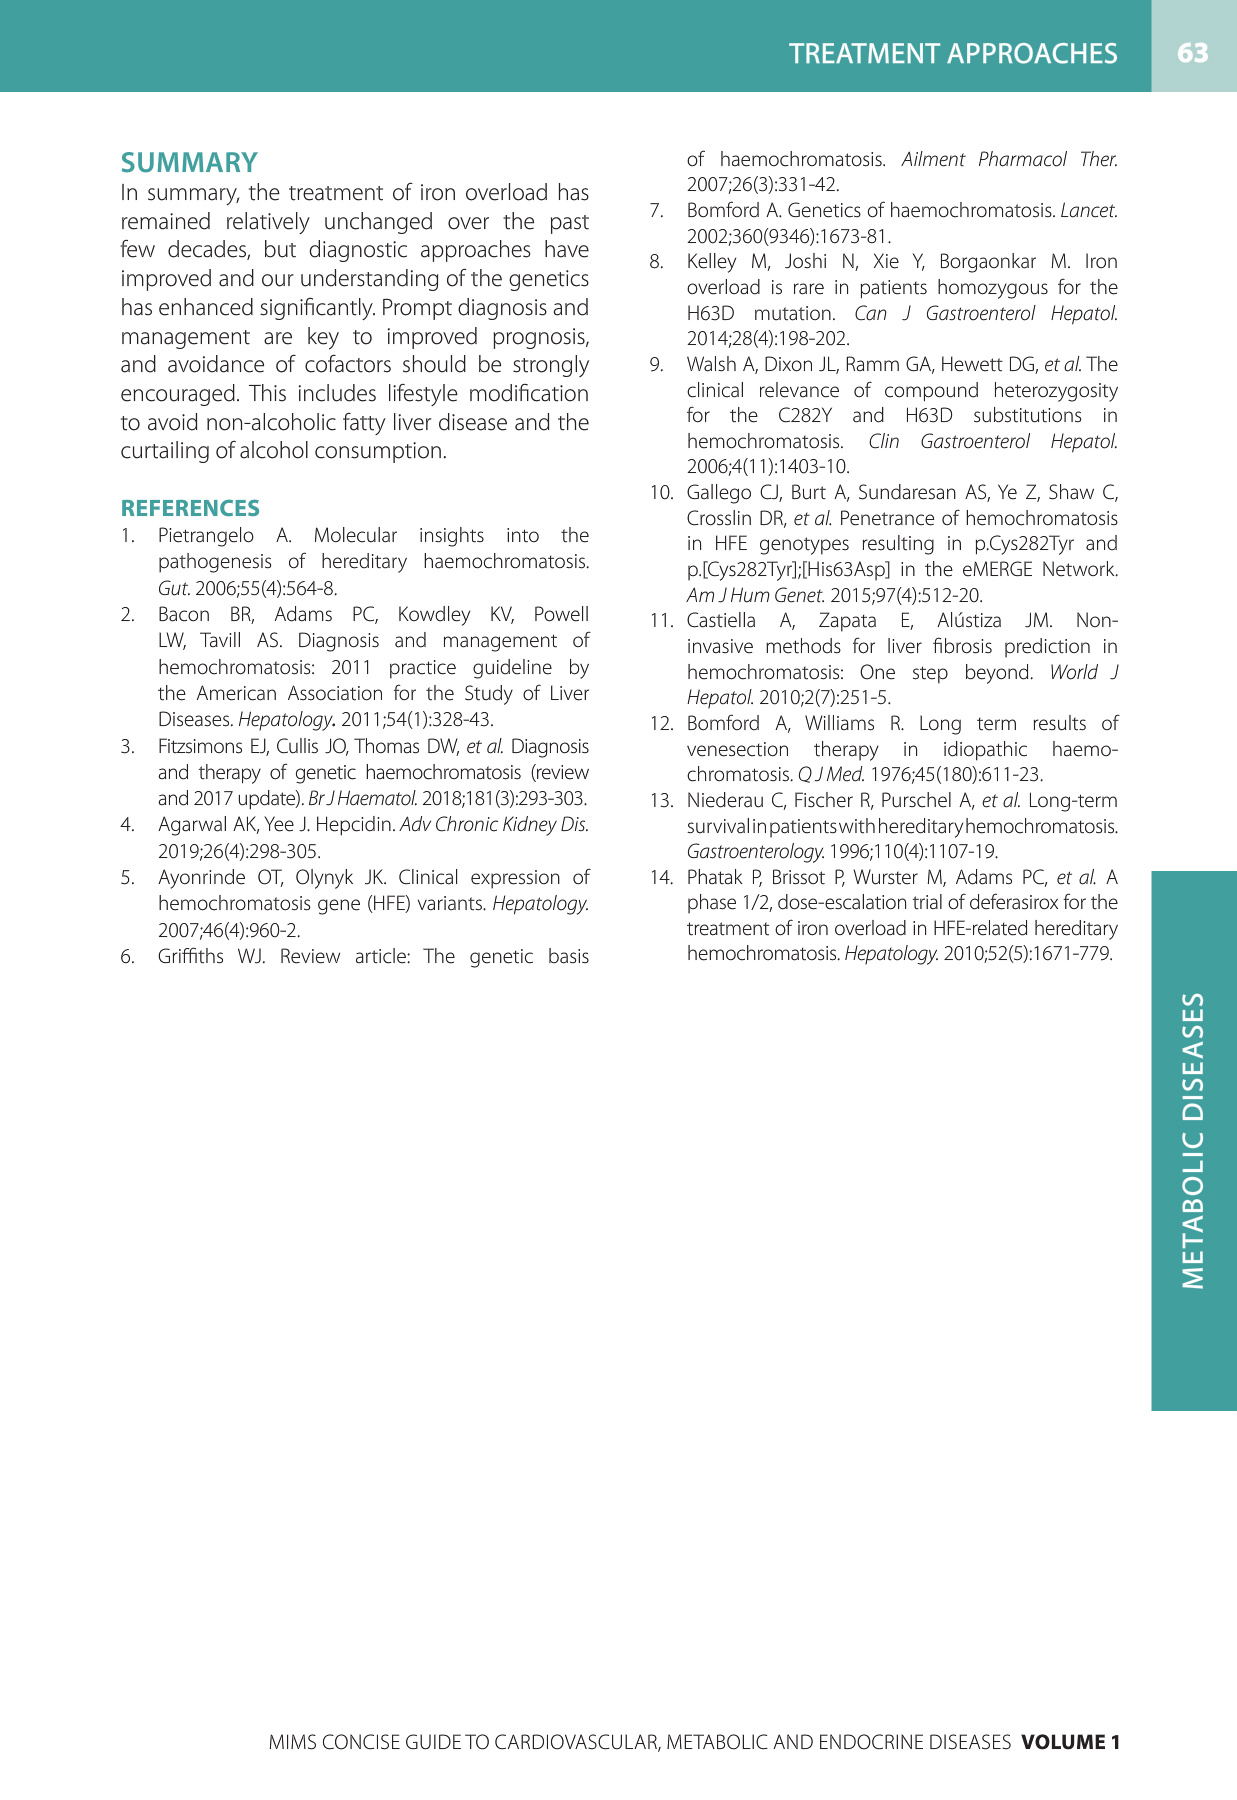 TREATMENT APPROACHES 63
SUMMARY
In summary, the treatment of iron overload has
remained relatively unchanged over the past
few decades, but diagnostic approaches have
improved and our understanding of the genetics
has enhanced significantly. Prompt diagnosis and
management are key to improved prognosis,
and avoidance of cofactors should be strongly
encouraged. This includes lifestyle modification
to avoid non-alcoholic fatty liver disease and the
curtailing of alcohol consumption.
REFERENCES
1. Pietrangelo A. Molecular insights into the
pathogenesis of hereditary haemochromatosis.
Gut. 2006;55(4):564-8.
2. Bacon BR, Adams PC, Kowdley KV, Powell
LW, Tavill AS. Diagnosis and management of
hemochromatosis: 2011 practice guideline by
the American Association for the Study of Liver
Diseases. Hepatology. 2011;54(1):328-43.
3. Fitzsimons EJ, Cullis JO, Thomas DW, et al. Diagnosis
and therapy of genetic haemochromatosis (review
and 2017 update). Br J Haematol. 2018;181(3):293-303.
4. Agarwal AK, Yee J. Hepcidin. Adv Chronic Kidney Dis.
2019;26(4):298-305.
5. Ayonrinde OT, Olynyk JK. Clinical expression of
hemochromatosis gene (HFE) variants. Hepatology.
2007;46(4):960-2.
6. Griffiths WJ. Review article: The genetic basis
of haemochromatosis. Ailment Pharmacol Ther.
2007;26(3):331-42.
7. Bomford A. Genetics of haemochromatosis. Lancet.
2002;360(9346):1673-81.
8. Kelley M, Joshi N, Xie Y, Borgaonkar M. Iron
overload is rare in patients homozygous for the
H63D mutation. Can J Gastroenterol Hepatol.
2014;28(4):198-202.
9. Walsh A, Dixon JL, Ramm GA, Hewett DG, et al. The
clinical relevance of compound heterozygosity
for the C282Y and H63D substitutions in
hemochromatosis. Clin Gastroenterol Hepatol.
2006;4(11):1403-10.
10. Gallego CJ, Burt A, Sundaresan AS, Ye Z, Shaw C,
Crosslin DR, et al. Penetrance of hemochromatosis
in HFE genotypes resulting in p.Cys282Tyr and
p.[Cys282Tyr];[His63Asp] in the eMERGE Network.
Am J Hum Genet. 2015;97(4):512-20.
11. Castiella A, Zapata E, Alústiza JM. Non-
invasive methods for liver fibrosis prediction in
hemochromatosis: One step beyond. World J
Hepatol. 2010;2(7):251-5.
12. Bomford A, Williams R. Long term results of
venesection therapy in idiopathic haemo-
chromatosis. Q J Med. 1976;45(180):611-23.
13. Niederau C, Fischer R, Purschel A, et al. Long-term
survival in patients with hereditary hemochromatosis.
Gastroenterology. 1996;110(4):1107-19.
14. Phatak P, Brissot P, Wurster M, Adams PC, et al. A
phase 1/2, dose-escalation trial of deferasirox for the
treatment of iron overload in HFE-related hereditary
hemochromatosis. Hepatology. 2010;52(5):1671-779.
METABOLIC DISEASES
MIMS CONCISE GUIDE TO CARDIOVASCULAR, METABOLIC AND ENDOCRINE DISEASES VOLUME 1